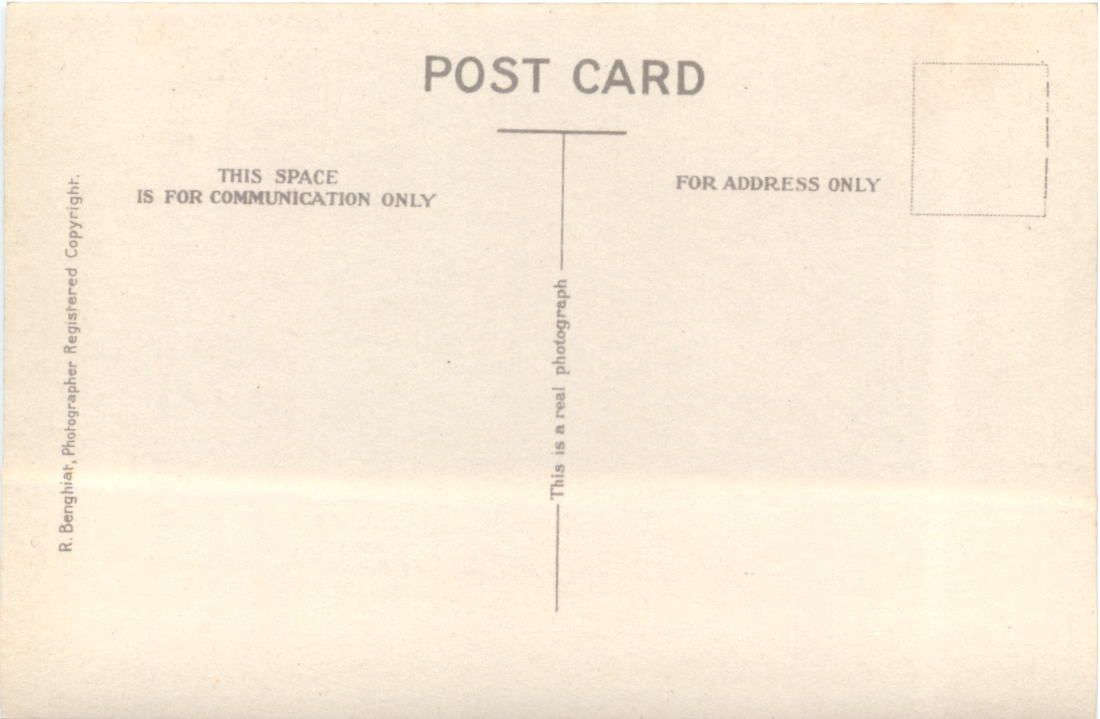 POST CARD
THIS SPACE
IS FOR COMMUNICATION ONLY
FOR ADDRESS ONLY
R. Benghiat, Photographer Registered Copyright.
This is a real photograph